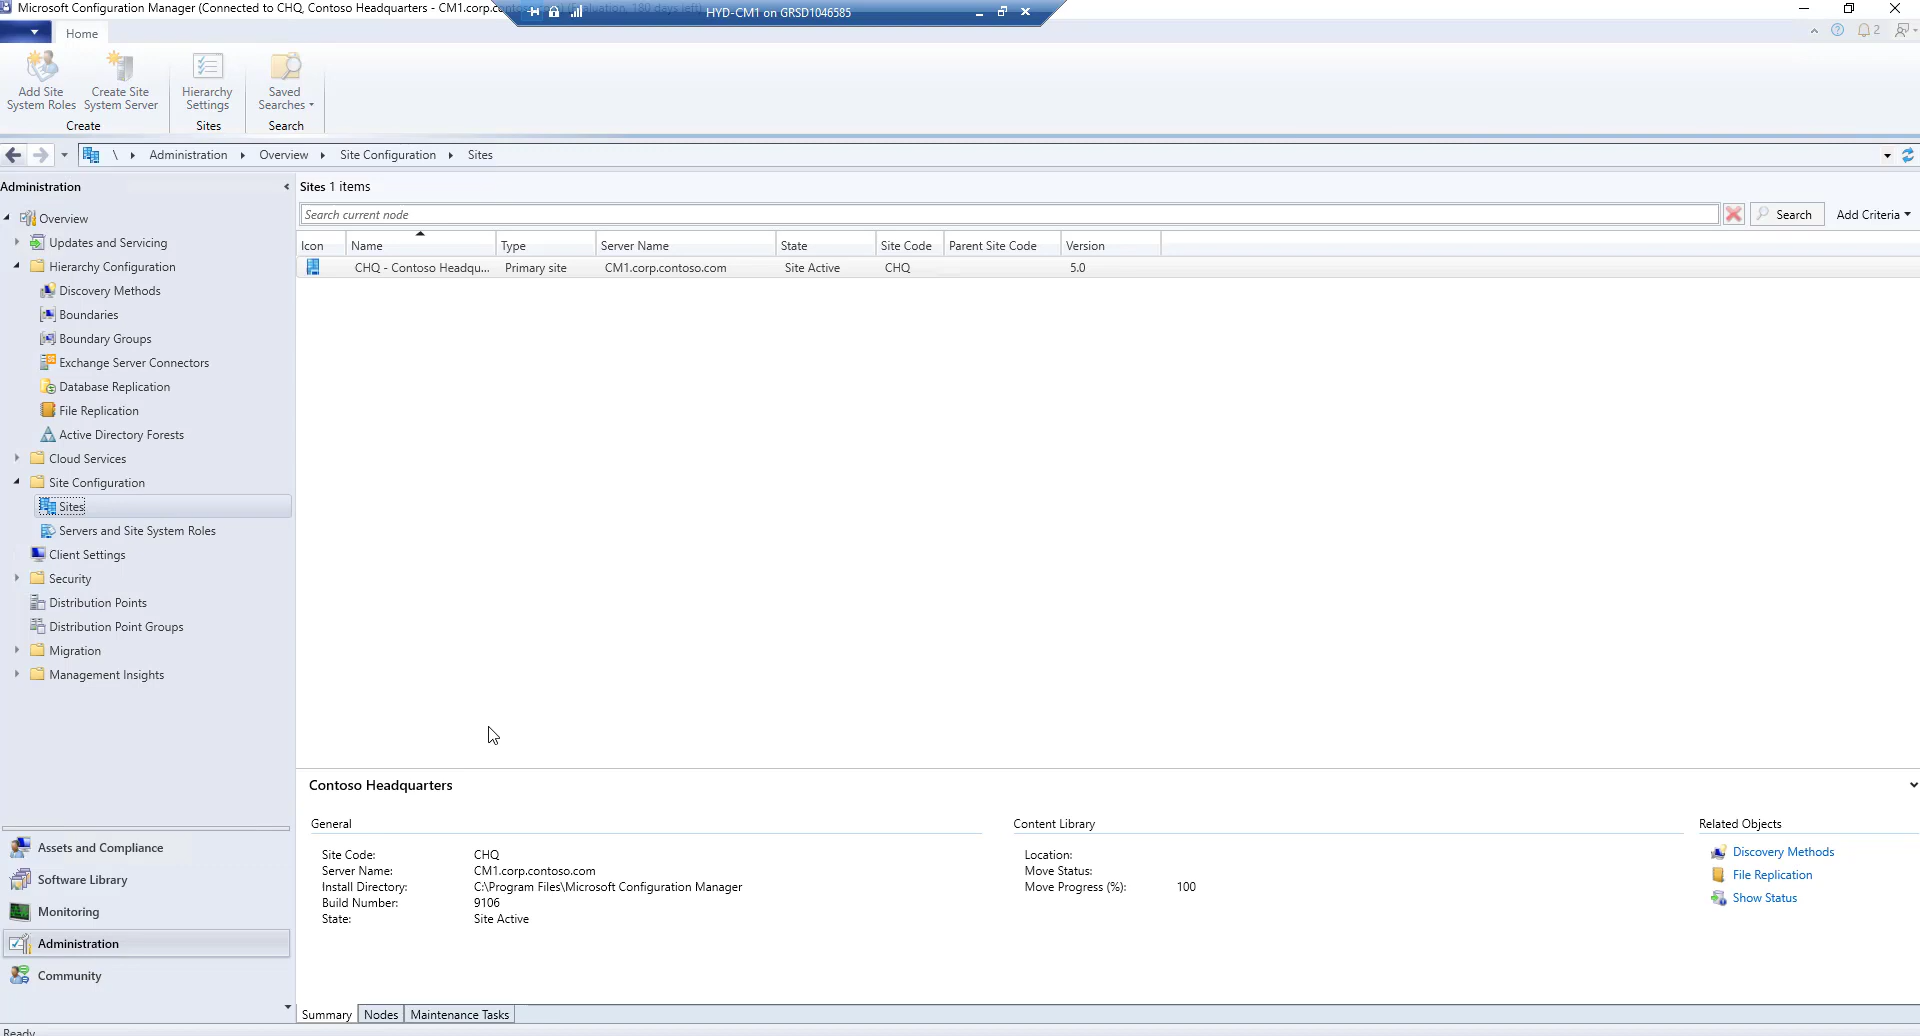 Microsoft Configuration Manager (Connected to CHQ, Contoso Headquarters - CM1.corp.conto
HYD-CM1 on GRSD1046585
Home
2
Add Site System Roles
Create Site System Server
Hierarchy Settings
Saved Searches
Create
Sites
Search
\ Administration Overview Site Configuration Sites
Administration
Overview
Updates and Servicing
Hierarchy Configuration
Discovery Methods
Boundaries
Boundary Groups
Exchange Server Connectors
Database Replication
File Replication
Active Directory Forests
Cloud Services
Site Configuration
Sites
Servers and Site System Roles
Client Settings
Security
Distribution Points
Distribution Point Groups
Migration
Management Insights
Assets and Compliance
Software Library
Monitoring
Administration
Community
Sites 1 items
Search current node
Search
Add Criteria
Icon Name Type Server Name State Site Code Parent Site Code Version
CHQ - Contoso Headqu... Primary site CM1.corp.contoso.com Site Active CHQ 5.0
Contoso Headquarters
General
Site Code: CHQ
Server Name: CM1.corp.contoso.com
Install Directory: C:\Program Files\Microsoft Configuration Manager
Build Number: 9106
State: Site Active
Content Library
Location:
Move Status:
Move Progress (%): 100
Related Objects
Discovery Methods
File Replication
Show Status
Summary Nodes Maintenance Tasks
Ready